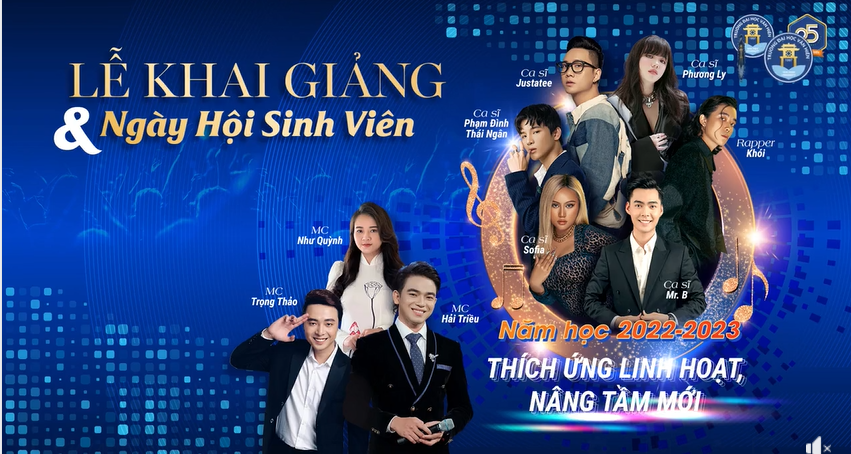 LỄ KHAI GIẢNG
& Ngày Hội Sinh Viên
Ca sĩ
Justatee
Ca sĩ
Phương Ly
Ca sĩ
Phạm Đình
Thái Ngân
Rapper
Khói
Ca sĩ
Sofia
Ca sĩ
Mr. B
MC
Như Quỳnh
MC
Trọng Thảo
MC
Hải Triều
Năm học 2022-2023
THÍCH ỨNG LINH HOẠT,
NÂNG TẦM MỚI